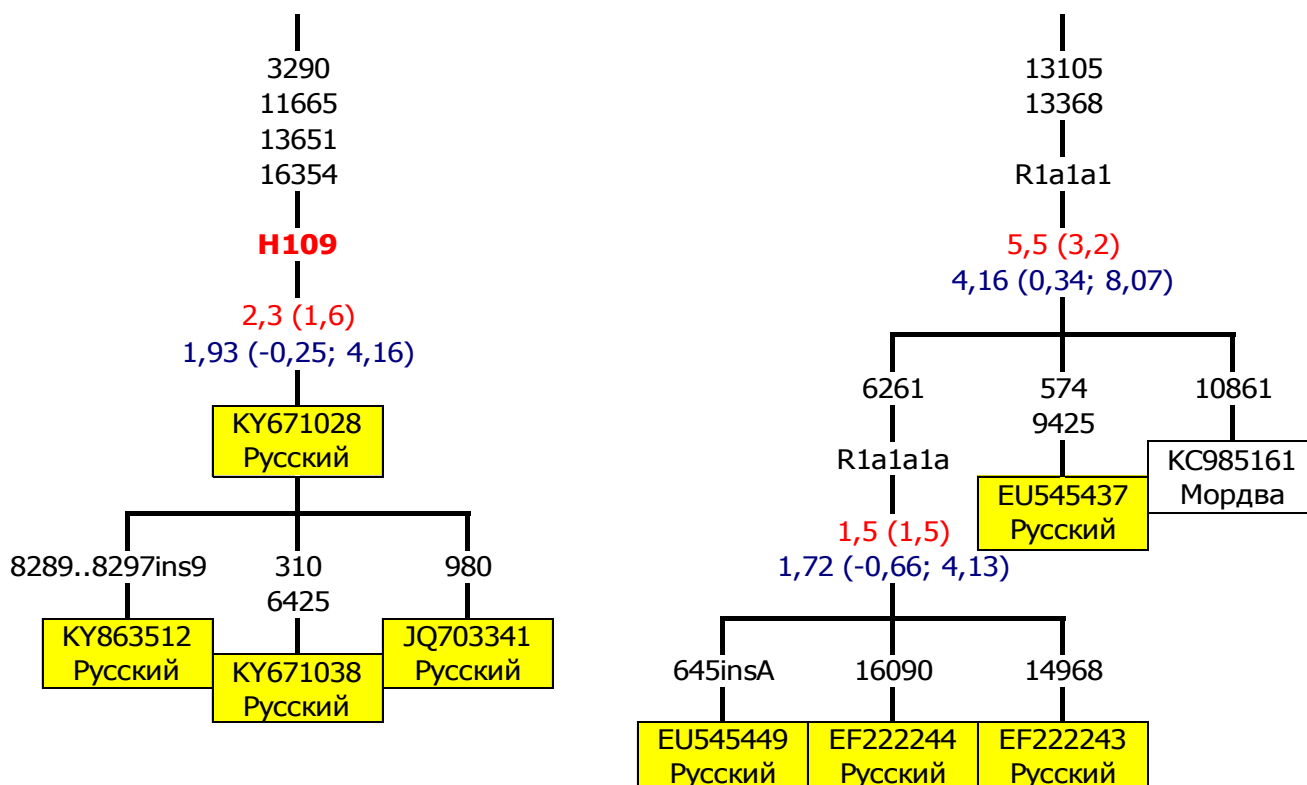 3290
11665
13651
16354
H109
2,3 (1,6)
1,93 (-0,25; 4,16)
KY671028
Русский
8289..8297ins9
310
6425
980
KY863512
Русский
KY671038
Русский
JQ703341
Русский
13105
13368
R1a1a1
5,5 (3,2)
4,16 (0,34; 8,07)
6261
574
9425
10861
R1a1a1a
EU545437
Русский
KC985161
Мордва
1,5 (1,5)
1,72 (-0,66; 4,13)
645insA
16090
14968
EU545449
Русский
EF222244
Русский
EF222243
Русский